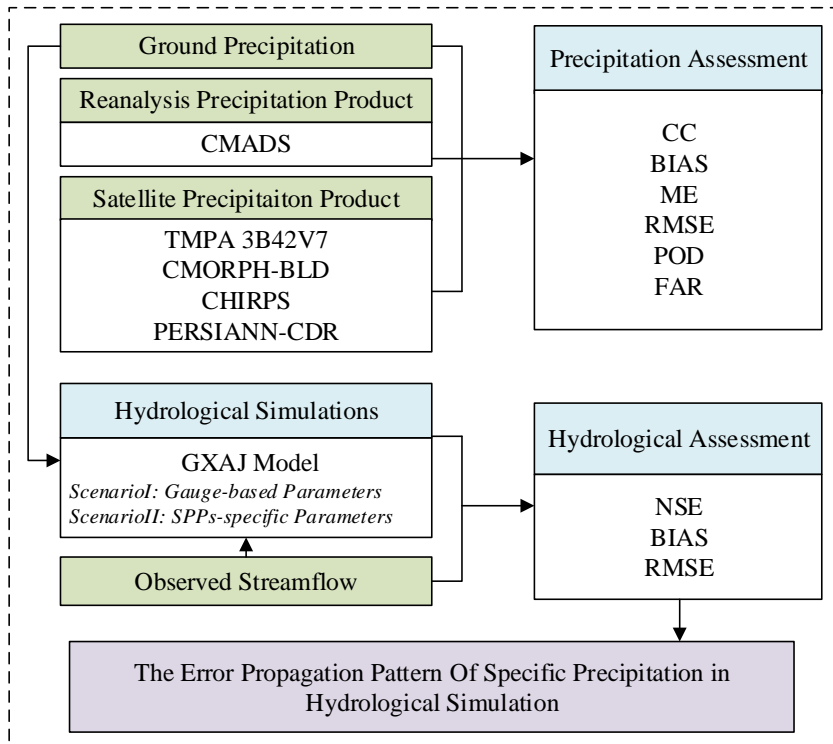 Ground Precipitation
Reanalysis Precipitation Product
CMADS
Satellite Precipitaiton Product
TMPA 3B42V7
CMORPH-BLD
CHIRPS
PERSIANN-CDR
Precipitation Assessment
CC
BIAS
ME
RMSE
POD
FAR
Hydrological Simulations
GXAJ Model
ScenarioI: Gauge-based Parameters
ScenarioII: SPPs-specific Parameters
Observed Streamflow
Hydrological Assessment
NSE
BIAS
RMSE
The Error Propagation Pattern Of Specific Precipitation in
Hydrological Simulation